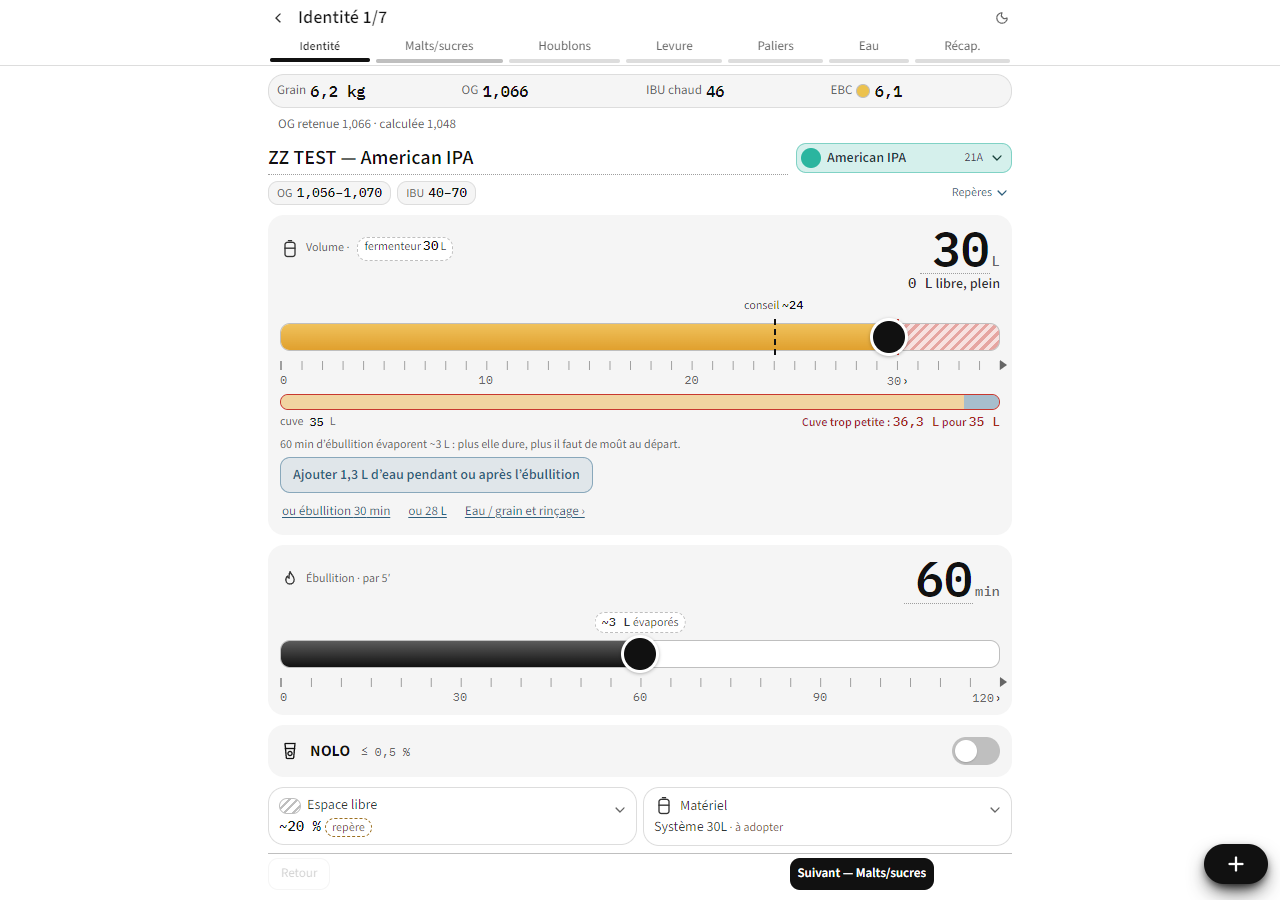 Identité 1/7
Identité Malts/sucres Houblons Levure Paliers Eau Récap.
Grain 6,2 kg OG 1,066 IBU chaud 46 EBC 6,1
OG retenue 1,066 · calculée 1,048
ZZ TEST — American IPA
American IPA 21A
OG 1,056–1,070 IBU 40–70 Repères
Volume · fermenteur 30 L
30 L
0 L libre, plein
conseil ~24
0 10 20 30 ›
cuve 35 L Cuve trop petite : 36,3 L pour 35 L
60 min d’ébullition évaporent ~3 L : plus elle dure, plus il faut de moût au départ.
Ajouter 1,3 L d’eau pendant ou après l’ébullition
ou ébullition 30 min ou 28 L Eau / grain et rinçage ›
Ébullition · par 5′
60 min
~3 L évaporés
0 30 60 90 120 ›
NOLO ≤ 0,5 %
Espace libre
~20 % repère
Matériel
Système 30L · à adopter
Retour Suivant — Malts/sucres
+